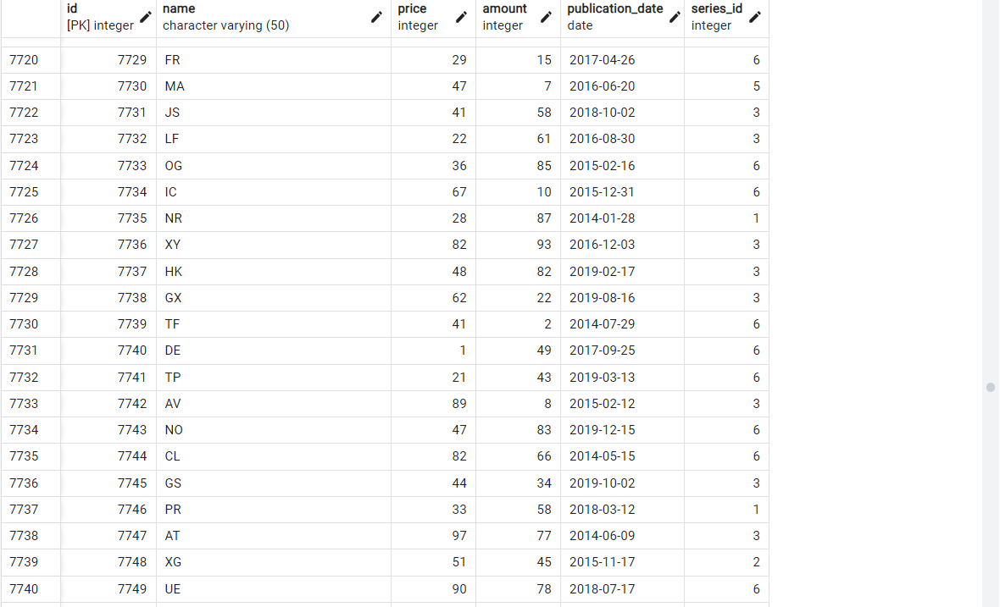 id name price amount publication_date series_id
[PK] integer character varying (50) integer integer date integer
7720 7729 FR 29 15 2017-04-26 6
7721 7730 MA 47 7 2016-06-20 5
7722 7731 JS 41 58 2018-10-02 3
7723 7732 LF 22 61 2016-08-30 3
7724 7733 OG 36 85 2015-02-16 6
7725 7734 IC 67 10 2015-12-31 6
7726 7735 NR 28 87 2014-01-28 1
7727 7736 XY 82 93 2016-12-03 3
7728 7737 HK 48 82 2019-02-17 3
7729 7738 GX 62 22 2019-08-16 3
7730 7739 TF 41 2 2014-07-29 6
7731 7740 DE 1 49 2017-09-25 6
7732 7741 TP 21 43 2019-03-13 6
7733 7742 AV 89 8 2015-02-12 3
7734 7743 NO 47 83 2019-12-15 6
7735 7744 CL 82 66 2014-05-15 6
7736 7745 GS 44 34 2019-10-02 3
7737 7746 PR 33 58 2018-03-12 1
7738 7747 AT 97 77 2014-06-09 3
7739 7748 XG 51 45 2015-11-17 2
7740 7749 UE 90 78 2018-07-17 6